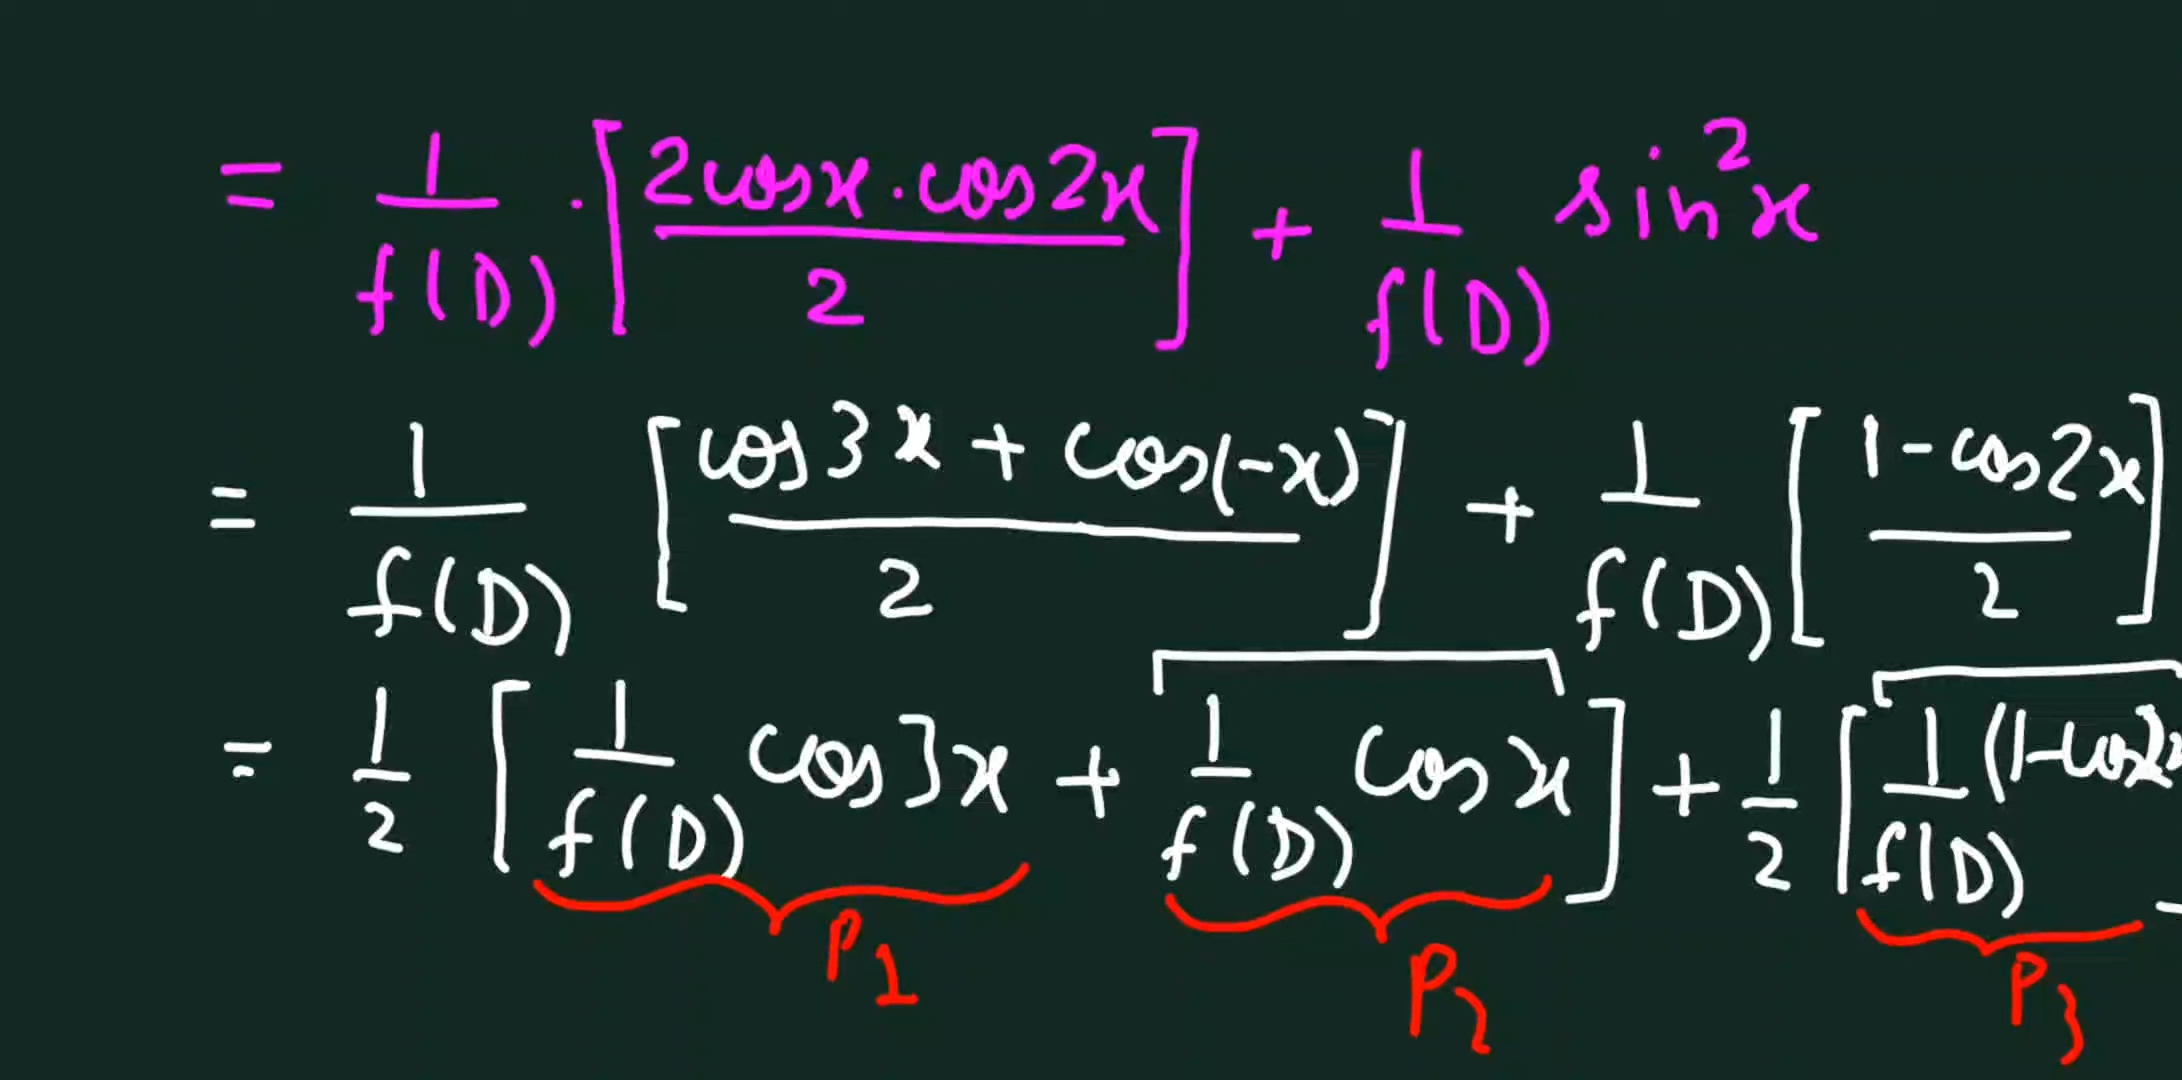 = 1/f(D) · [2cosx·cos2x / 2] + 1/f(D) sin²x
= 1/f(D) [cos3x + cos(-x) / 2] + 1/f(D) [1-cos2x / 2]
= 1/2 [1/f(D) cos3x + 1/f(D) cosx] + 1/2 [1/f(D) (1-cos2x
P1 P2 P3